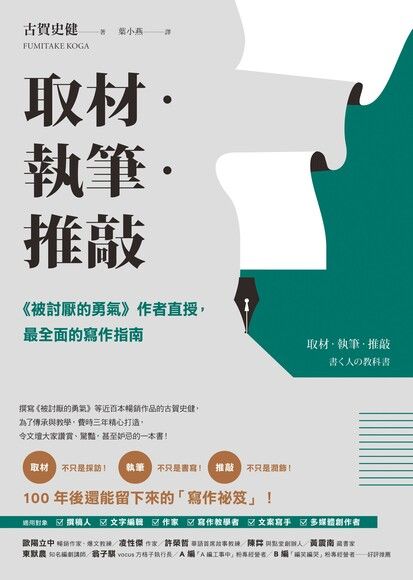 古賀史健——著 葉小燕——譯
FUMITAKE KOGA
取材・
執筆・
推敲
《被討厭的勇氣》作者直授,
最全面的寫作指南
取材・執筆・推敲
書く人の教科書
撰寫《被討厭的勇氣》等近百本暢銷作品的古賀史健,
為了傳承與教學,費時三年精心打造,
令文壇大家讚賞、驚豔,甚至妒忌的一本書!
取材 不只是採訪! 執筆 不只是書寫! 推敲 不只是潤飾!
100年後還能留下來的「寫作祕笈」!
適用對象 ☑ 撰稿人 ☑ 文字編輯 ☑ 作家 ☑ 寫作教學者 ☑ 文案寫手 ☑ 多媒體創作者
歐陽立中 暢銷作家、爆文教練/凌性傑 作家/許榮哲 華語首席故事教練/陳 與點堂創辦人/黃震南 藏書家
東默農 知名編劇講師/翁子騏 vocus 方格子執行長/A編「A編工事中」粉專經營者/B編「編笑編哭」粉專經營者——好評推薦